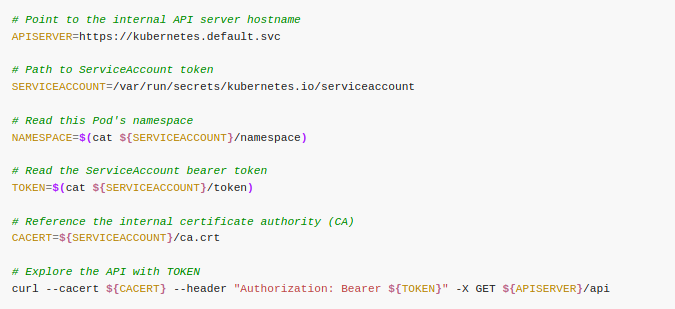 # Point to the internal API server hostname
APISERVER=https://kubernetes.default.svc
# Path to ServiceAccount token
SERVICEACCOUNT=/var/run/secrets/kubernetes.io/serviceaccount
# Read this Pod's namespace
NAMESPACE=$(cat ${SERVICEACCOUNT}/namespace)
# Read the ServiceAccount bearer token
TOKEN=$(cat ${SERVICEACCOUNT}/token)
# Reference the internal certificate authority (CA)
CACERT=${SERVICEACCOUNT}/ca.crt
# Explore the API with TOKEN
curl --cacert ${CACERT} --header "Authorization: Bearer ${TOKEN}" -X GET ${APISERVER}/api